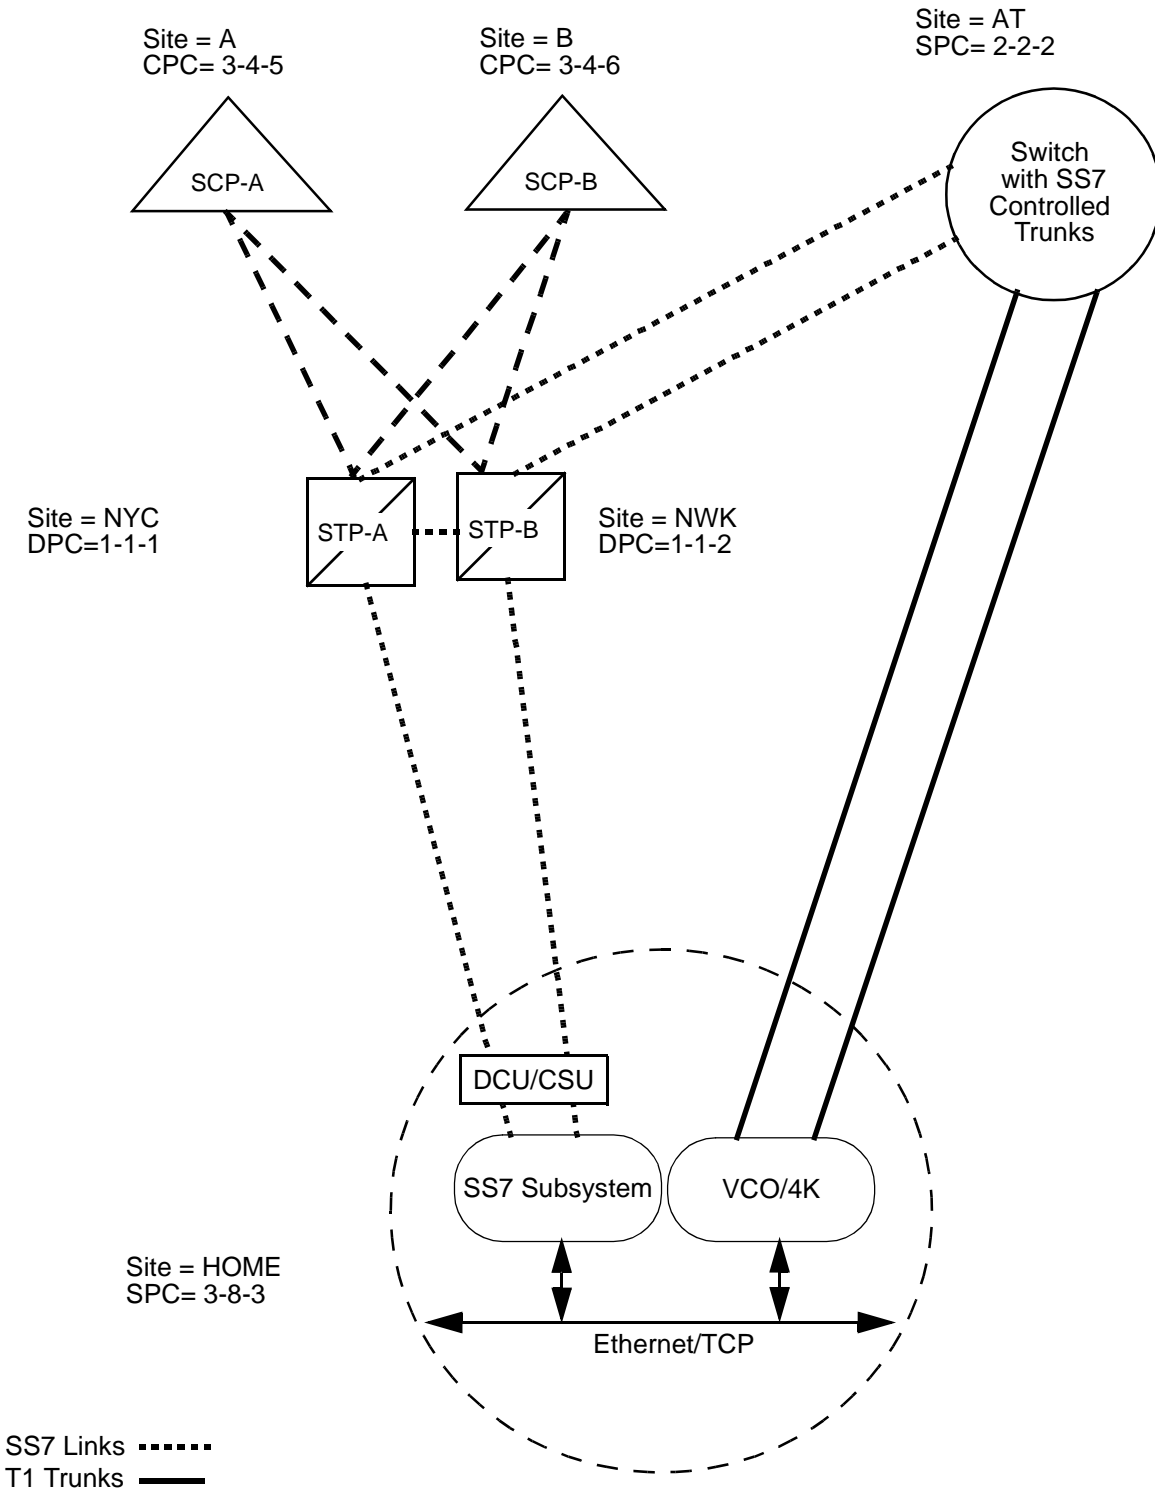 Site = A
CPC= 3-4-5
Site = B
CPC= 3-4-6
Site = AT
SPC= 2-2-2
SCP-A
SCP-B
Switch
with SS7
Controlled
Trunks
Site = NYC
DPC=1-1-1
STP-A
STP-B
Site = NWK
DPC=1-1-2
DCU/CSU
SS7 Subsystem
VCO/4K
Site = HOME
SPC= 3-8-3
Ethernet/TCP
SS7 Links
T1 Trunks